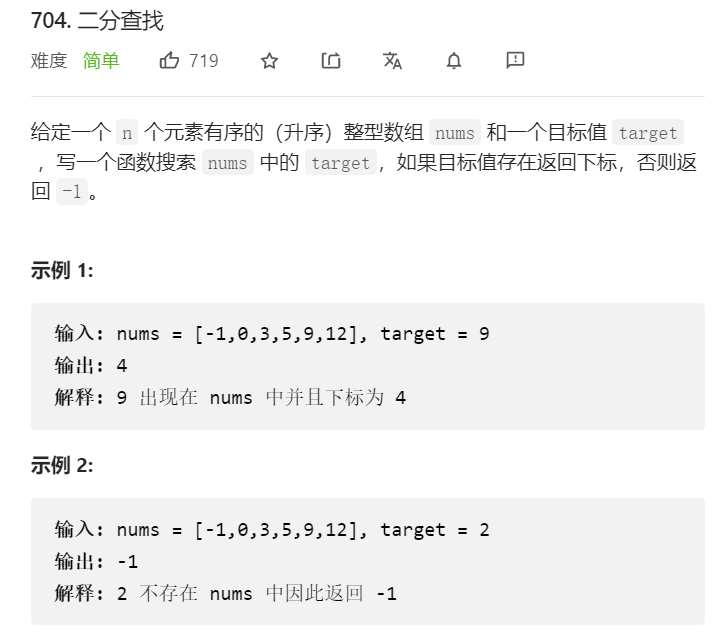 704. 二分查找
难度 简单 719
给定一个 n 个元素有序的（升序）整型数组 nums 和一个目标值 target
，写一个函数搜索 nums 中的 target，如果目标值存在返回下标，否则返
回 -1。
示例 1:
输入: nums = [-1,0,3,5,9,12], target = 9
输出: 4
解释: 9 出现在 nums 中并且下标为 4
示例 2:
输入: nums = [-1,0,3,5,9,12], target = 2
输出: -1
解释: 2 不存在 nums 中因此返回 -1